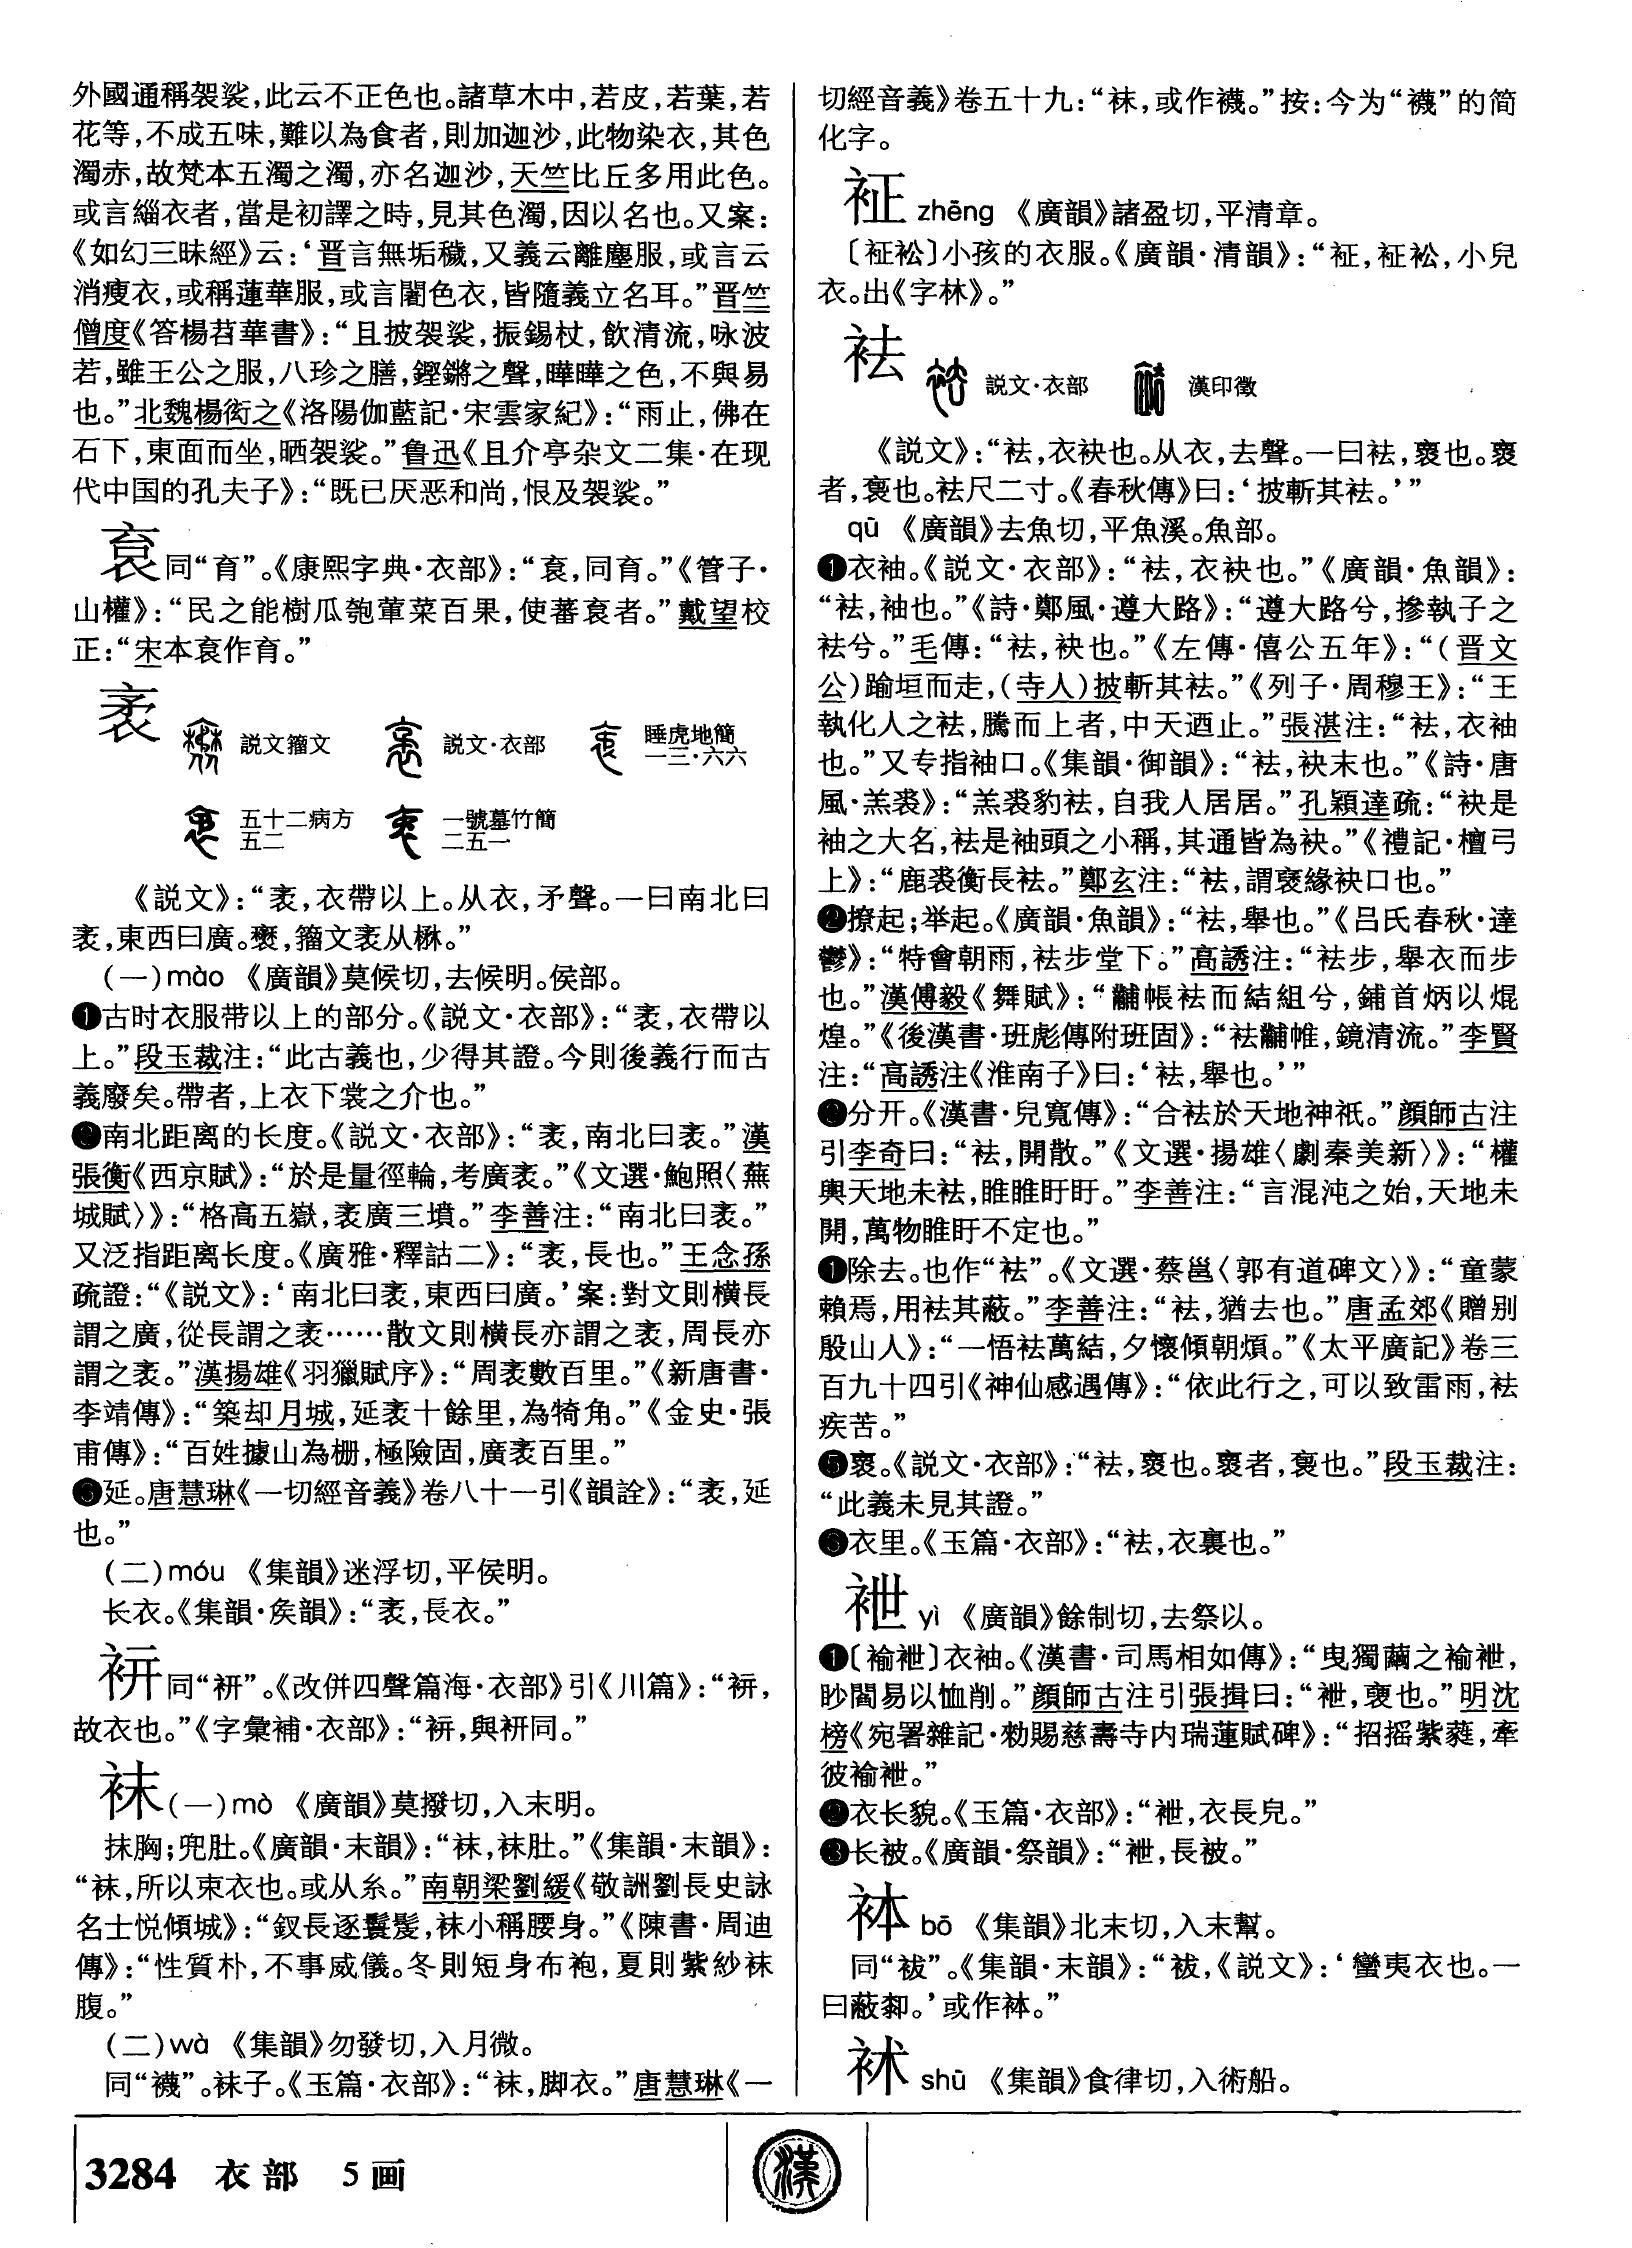 外國通稱袈裟，此云不正色也。諸草木中，若皮，若葉，若
花等，不成五味，難以為食者，則加迦沙，此物染衣，其色
濁赤，故梵本五濁之濁，亦名迦沙，天竺比丘多用此色。
或言緇衣者，當是初譯之時，見其色濁，因以名也。又案：
《如幻三昧經》云：‘晋言無垢穢，又義云離塵服，或言云
消瘦衣，或稱蓮華服，或言闇色衣，皆隨義立名耳。”晋竺
僧度《答楊苕華書》：“且披袈裟，振錫杖，飲清流，咏波
若，雖王公之服，八珍之膳，鏗鏘之聲，曄曄之色，不與易
也。”北魏楊衒之《洛陽伽藍記·宋雲家紀》：“雨止，佛在
石下，東面而坐，晒袈裟。”鲁迅《且介亭杂文二集·在现
代中国的孔夫子》：“既已厌恶和尚，恨及袈裟。”
同“育”。《康熙字典·衣部》：“，同育。”《管子·
山權》：“民之能樹瓜瓠葷菜百果，使蕃者。”戴望校
正：“宋本作育。”
袤
説文籀文 説文·衣部 睡虎地簡
一三·六六
五十二病方
五二 一號墓竹簡
二五一
《説文》：“袤，衣帶以上。从衣，矛聲。一曰南北曰
袤，東西曰廣。，籀文袤从楙。”
（一）mào 《廣韻》莫候切，去候明。侯部。
❶古时衣服带以上的部分。《説文·衣部》：“袤，衣帶以
上。”段玉裁注：“此古義也，少得其證。今則後義行而古
義廢矣。帶者，上衣下裳之介也。”
❷南北距离的长度。《説文·衣部》：“袤，南北曰袤。”漢
張衡《西京賦》：“於是量徑輪，考廣袤。”《文選·鮑照〈蕪
城賦〉》：“格高五嶽，袤廣三墳。”李善注：“南北曰袤。”
又泛指距离长度。《廣雅·釋詁二》：“袤，長也。”王念孫
疏證：“《説文》：‘南北曰袤，東西曰廣。’案：對文則横長
謂之廣，從長謂之袤……散文則横長亦謂之袤，周長亦
謂之袤。”漢揚雄《羽獵賦序》：“周袤數百里。”《新唐書·
李靖傳》：“築却月城，延袤十餘里，為犄角。”《金史·張
甫傳》：“百姓據山為栅，極險固，廣袤百里。”
❸延。唐慧琳《一切經音義》卷八十一引《韻詮》：“袤，延
也。”
（二）móu 《集韻》迷浮切，平侯明。
长衣。《集韻·矦韻》：“袤，長衣。”
同“”。《改併四聲篇海·衣部》引《川篇》：“，
故衣也。”《字彙補·衣部》：“，與同。”
袜（一）mò 《廣韻》莫撥切，入末明。
抹胸；兜肚。《廣韻·末韻》：“袜，袜肚。”《集韻·末韻》：
“袜，所以束衣也。或从糸。”南朝梁劉緩《敬詶劉長史詠
名士悦傾城》：“釵長逐鬟髲，袜小稱腰身。”《陳書·周迪
傳》：“性質朴，不事威儀。冬則短身布袍，夏則紫紗袜
腹。”
（二）wà 《集韻》勿發切，入月微。
同“襪”。袜子。《玉篇·衣部》：“袜，脚衣。”唐慧琳《一
切經音義》卷五十九：“袜，或作襪。”按：今为“襪”的简
化字。
䘣 zhēng 《廣韻》諸盈切，平清章。
〔䘣衳〕小孩的衣服。《廣韻·清韻》：“䘣，䘣衳，小兒
衣。出《字林》。”
袪
説文·衣部 漢印徵
《説文》：“袪，衣袂也。从衣，去聲。一曰袪，褱也。褱
者，袌也。袪尺二寸。《春秋傳》曰：‘披斬其袪。’”
qū 《廣韻》去魚切，平魚溪。魚部。
❶衣袖。《説文·衣部》：“袪，衣袂也。”《廣韻·魚韻》：
“袪，袖也。”《詩·鄭風·遵大路》：“遵大路兮，摻執子之
袪兮。”毛傳：“袪，袂也。”《左傳·僖公五年》：“（晋文
公）踰垣而走，（寺人）披斬其袪。”《列子·周穆王》：“王
執化人之袪，騰而上者，中天迺止。”張湛注：“袪，衣袖
也。”又专指袖口。《集韻·御韻》：“袪，袂末也。”《詩·唐
風·羔裘》：“羔裘豹袪，自我人居居。”孔穎達疏：“袂是
袖之大名，袪是袖頭之小稱，其通皆為袂。”《禮記·檀弓
上》：“鹿裘衡長袪。”鄭玄注：“袪，謂褎緣袂口也。”
❷撩起；举起。《廣韻·魚韻》：“袪，舉也。”《吕氏春秋·達
鬱》：“特會朝雨，袪步堂下。”高誘注：“袪步，舉衣而步
也。”漢傅毅《舞賦》：“黼帳袪而結組兮，鋪首炳以焜
煌。”《後漢書·班彪傳附班固》：“袪黼帷，鏡清流。”李賢
注：“高誘注《淮南子》曰：‘袪，舉也。’”
❸分开。《漢書·兒寬傳》：“合袪於天地神祇。”顔師古注
引李奇曰：“袪，開散。”《文選·揚雄〈劇秦美新〉》：“權
輿天地未袪，睢睢盱盱。”李善注：“言混沌之始，天地未
開，萬物睢盱不定也。”
❹除去。也作“袪”。《文選·蔡邕〈郭有道碑文〉》：“童蒙
賴焉，用袪其蔽。”李善注：“袪，猶去也。”唐孟郊《贈别
殷山人》：“一悟袪萬結，夕懷傾朝煩。”《太平廣記》卷三
百九十四引《神仙感遇傳》：“依此行之，可以致雷雨，袪
疾苦。”
❺褱。《説文·衣部》：“袪，褱也。褱者，袌也。”段玉裁注：
“此義未見其證。”
❻衣里。《玉篇·衣部》：“袪，衣裏也。”
袣 yì 《廣韻》餘制切，去祭以。
❶〔褕袣〕衣袖。《漢書·司馬相如傳》：“曳獨繭之褕袣，
眇閻易以恤削。”顔師古注引張揖曰：“袣，褎也。”明沈
榜《宛署雜記·勑賜慈壽寺内瑞蓮賦碑》：“招摇紫蕤，牽
彼褕袣。”
❷衣长貌。《玉篇·衣部》：“袣，衣長皃。”
❸长被。《廣韻·祭韻》：“袣，長被。”
袜 bō 《集韻》北末切，入末幫。
同“袚”。《集韻·末韻》：“袚，《説文》：‘蠻夷衣也。一
曰蔽厀。’或作。”
shū 《集韻》食律切，入術船。
3284 衣部 5画
漢